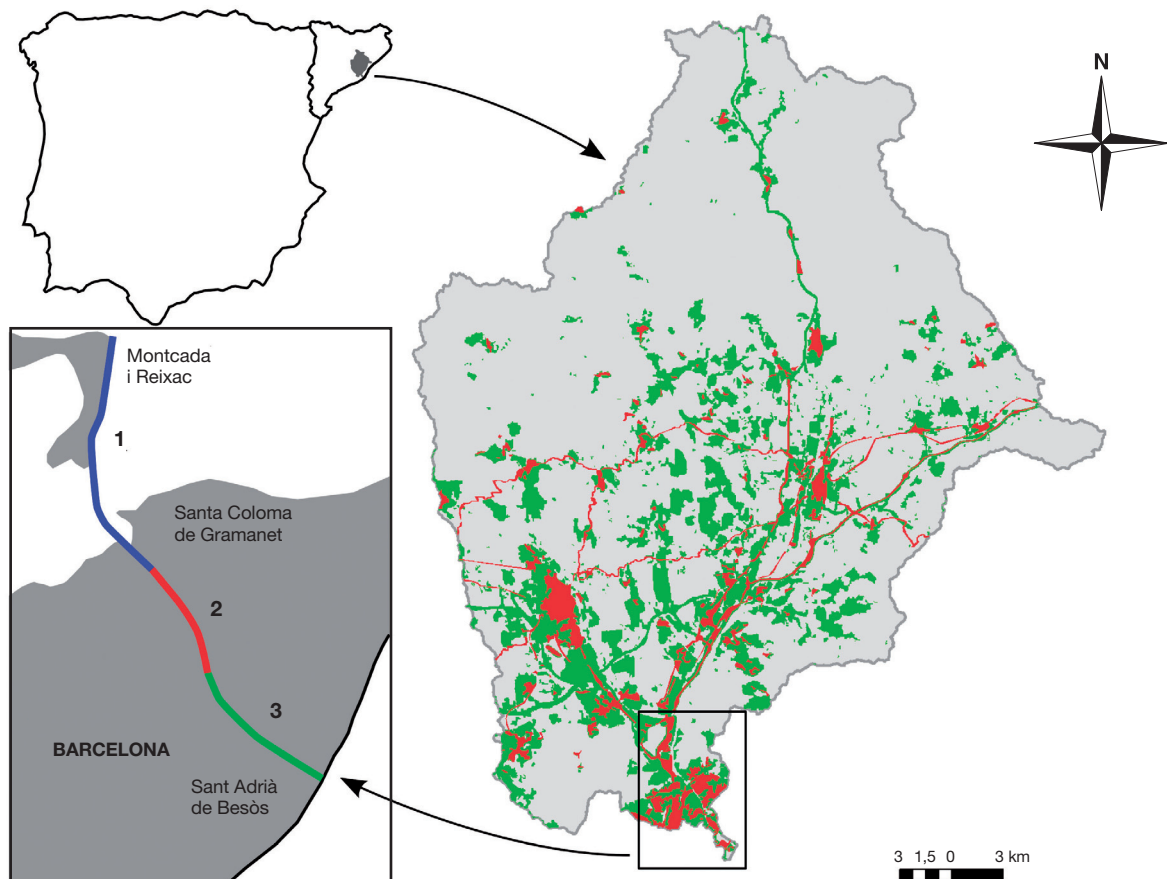 N
Montcada
i Reixac
1
Santa Coloma
de Gramanet
2
3
BARCELONA
Sant Adrià
de Besòs
3 1,5 0 3 km